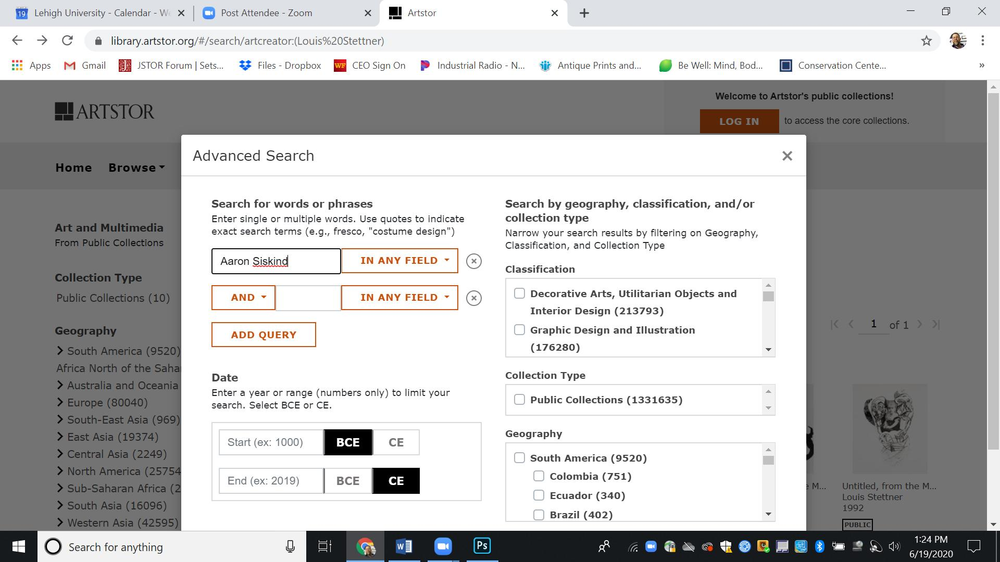 19
Lehigh University - Calendar - We
Post Attendee - Zoom
Artstor
library.artstor.org/#/search/artcreator:(Louis%20Stettner)
Apps
Gmail
JSTOR Forum | Sets...
Files - Dropbox
WF
CEO Sign On
Industrial Radio - N...
Antique Prints and...
Be Well: Mind, Bod...
Conservation Cente...
»
ARTSTOR
Welcome to Artstor's public collections!
LOG IN to access the core collections.
Home Browse
Art and Multimedia
From Public Collections
Collection Type
Public Collections (10)
Geography
South America (9520)
Africa North of the Sahar
Australia and Oceania
Europe (80040)
South-East Asia (969)
East Asia (19374)
Central Asia (2249)
North America (25754
Sub-Saharan Africa (2
South Asia (16096)
Western Asia (42595)
Advanced Search
Search for words or phrases
Enter single or multiple words. Use quotes to indicate
exact search terms (e.g., fresco, "costume design")
Aaron Siskind IN ANY FIELD
AND IN ANY FIELD
ADD QUERY
Date
Enter a year or range (numbers only) to limit your
search. Select BCE or CE.
Start (ex: 1000) BCE CE
End (ex: 2019) BCE CE
Search by geography, classification, and/or
collection type
Narrow your search results by filtering on Geography,
Classification, and Collection Type
Classification
Decorative Arts, Utilitarian Objects and
Interior Design (213793)
Graphic Design and Illustration
(176280)
Collection Type
Public Collections (1331635)
Geography
South America (9520)
Colombia (751)
Ecuador (340)
Brazil (402)
1 of 1
e M...
Untitled, from the M...
Louis Stettner
1992
PUBLIC
Search for anything
Ps
1:24 PM
6/19/2020